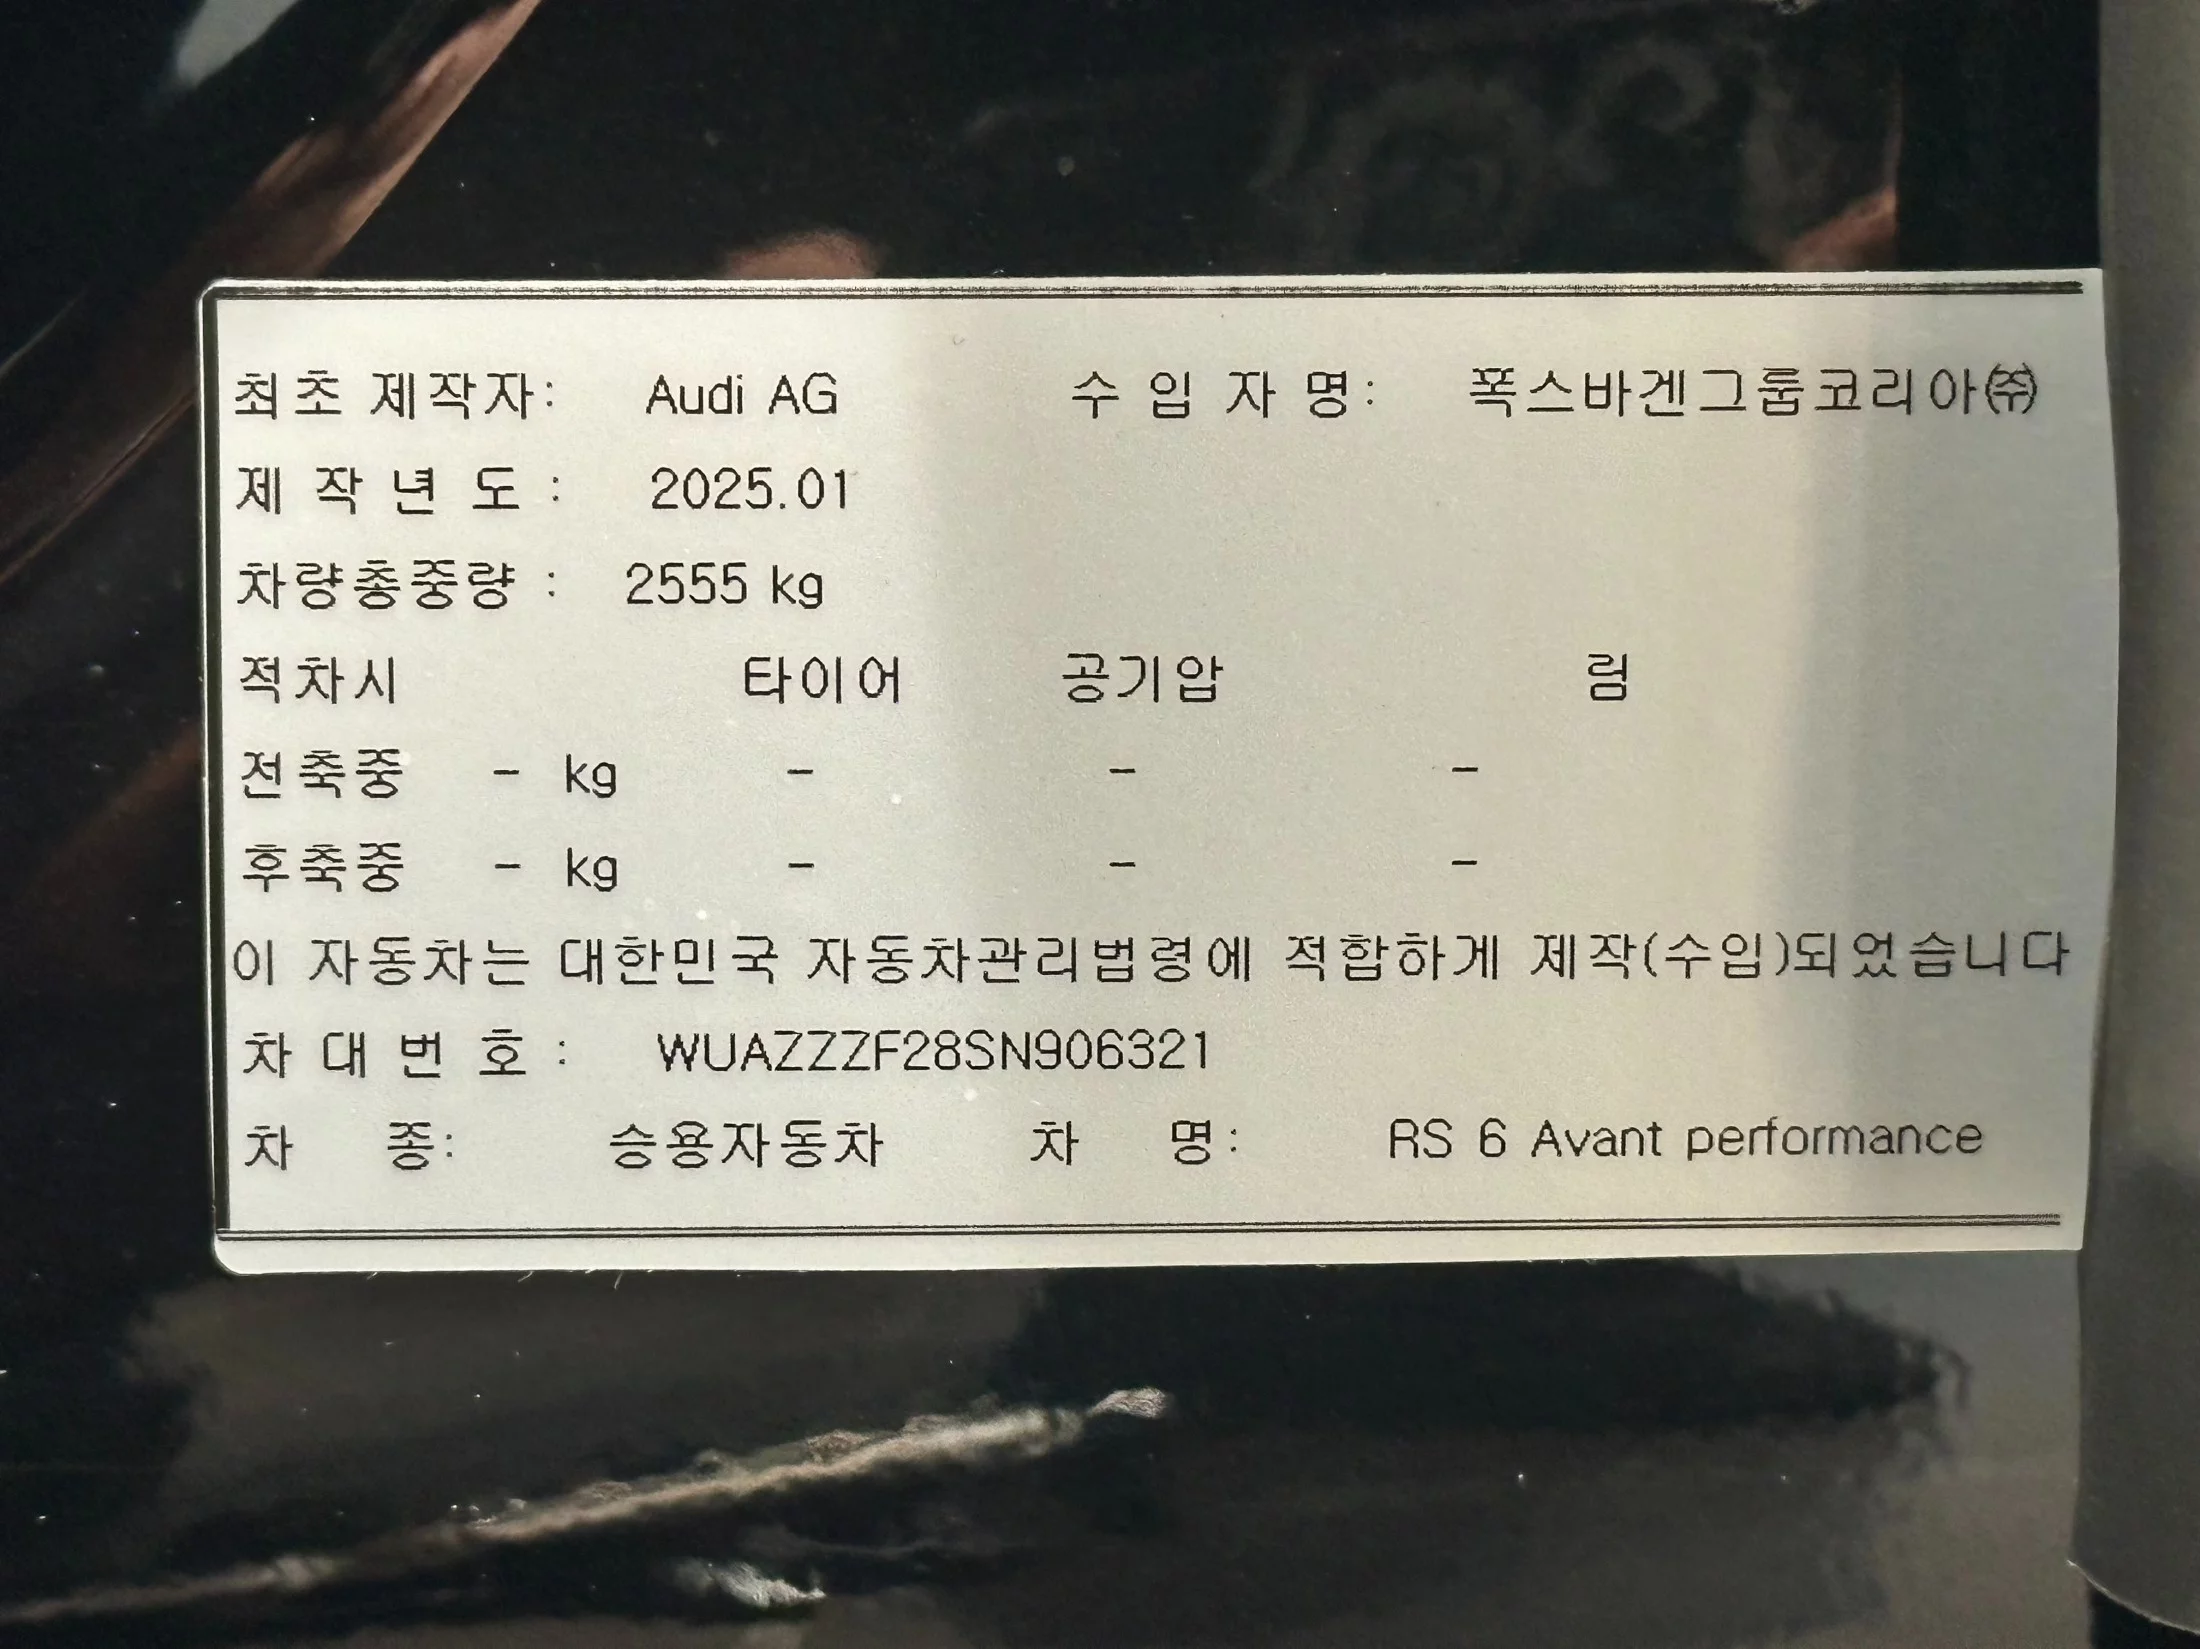 최초 제작자: Audi AG 수 입 자 명: 폭스바겐그룹코리아㈜
제 작 년 도 : 2025.01
차량총중량 : 2555 kg
적차시 타이어 공기압 림
전축중 - kg - - -
후축중 - kg - - -
이 자동차는 대한민국 자동차관리법령에 적합하게 제작(수입)되었습니다
차 대 번 호 : WUAZZZF28SN906321
차 종: 승용자동차 차 명: RS 6 Avant performance